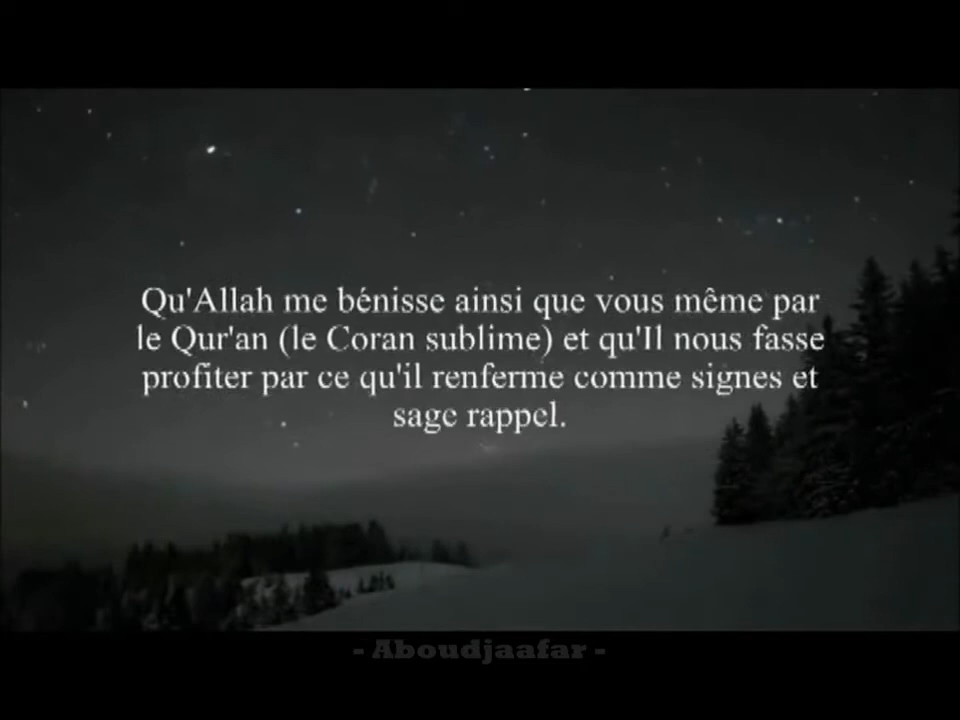 Qu'Allah me bénisse ainsi que vous même par
le Qur'an (le Coran sublime) et qu'Il nous fasse
profiter par ce qu'il renferme comme signes et
sage rappel.
- Aboudjaafar -